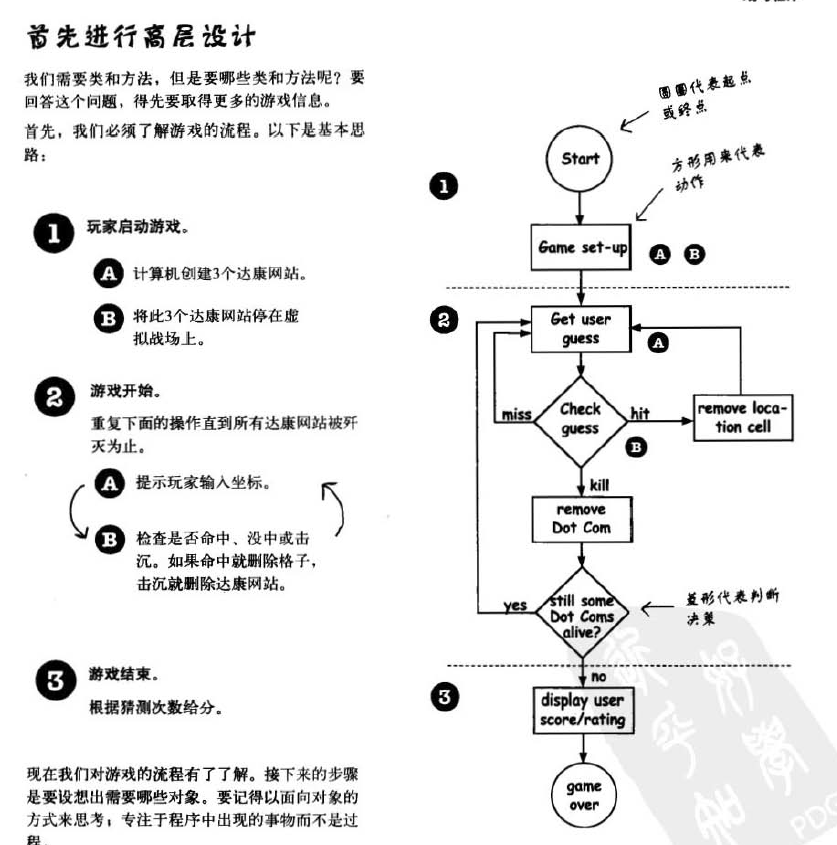 首先进行高层设计
我们需要类和方法，但是要哪些类和方法呢？要
回答这个问题，得先要取得更多的游戏信息。
首先，我们必须了解游戏的流程。以下是基本思
路：
1 玩家启动游戏。
A 计算机创建3个达康网站。
B 将此3个达康网站停在虚
拟战场上。
2 游戏开始。
重复下面的操作直到所有达康网站被歼
灭为止。
A 提示玩家输入坐标。
B 检查是否命中、没中或击
沉。如果命中就删除格子，
击沉就删除达康网站。
3 游戏结束。
根据猜测次数给分。
现在我们对游戏的流程有了了解。接下来的步骤
是要设想出需要哪些对象。要记得以面向对象的
方式来思考；专注于程序中出现的事物而不是过
程。
圆圈代表起点
或终点
Start
方形用来代表
动作
1
Game set-up
A B
2
Get user
guess
A
miss
Check
guess
hit
B
remove loca-
tion cell
kill
remove
Dot Com
yes
still some
Dot Coms
alive?
菱形代表判断
决策
no
3
display user
score/rating
game
over
PDG